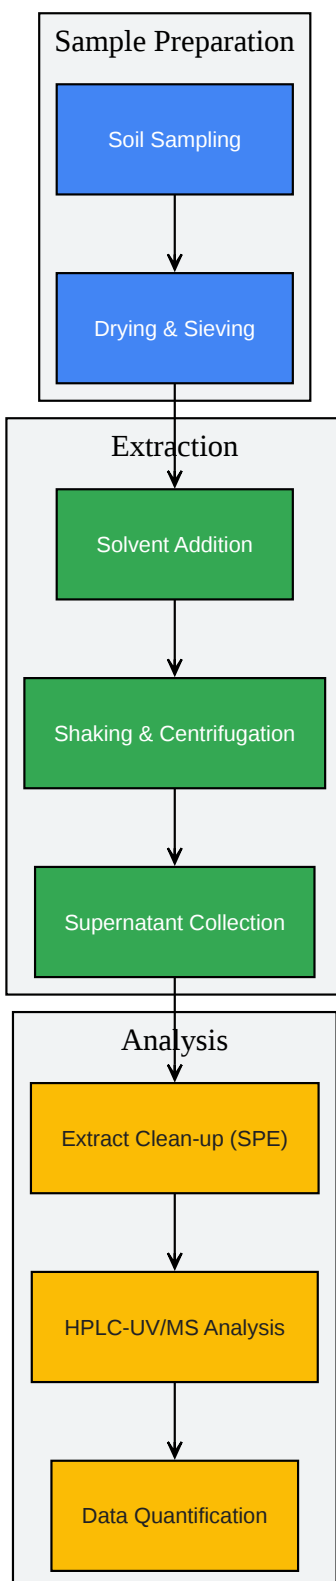 Sample Preparation
Soil Sampling
Drying & Sieving
Extraction
Solvent Addition
Shaking & Centrifugation
Supernatant Collection
Analysis
Extract Clean-up (SPE)
HPLC-UV/MS Analysis
Data Quantification